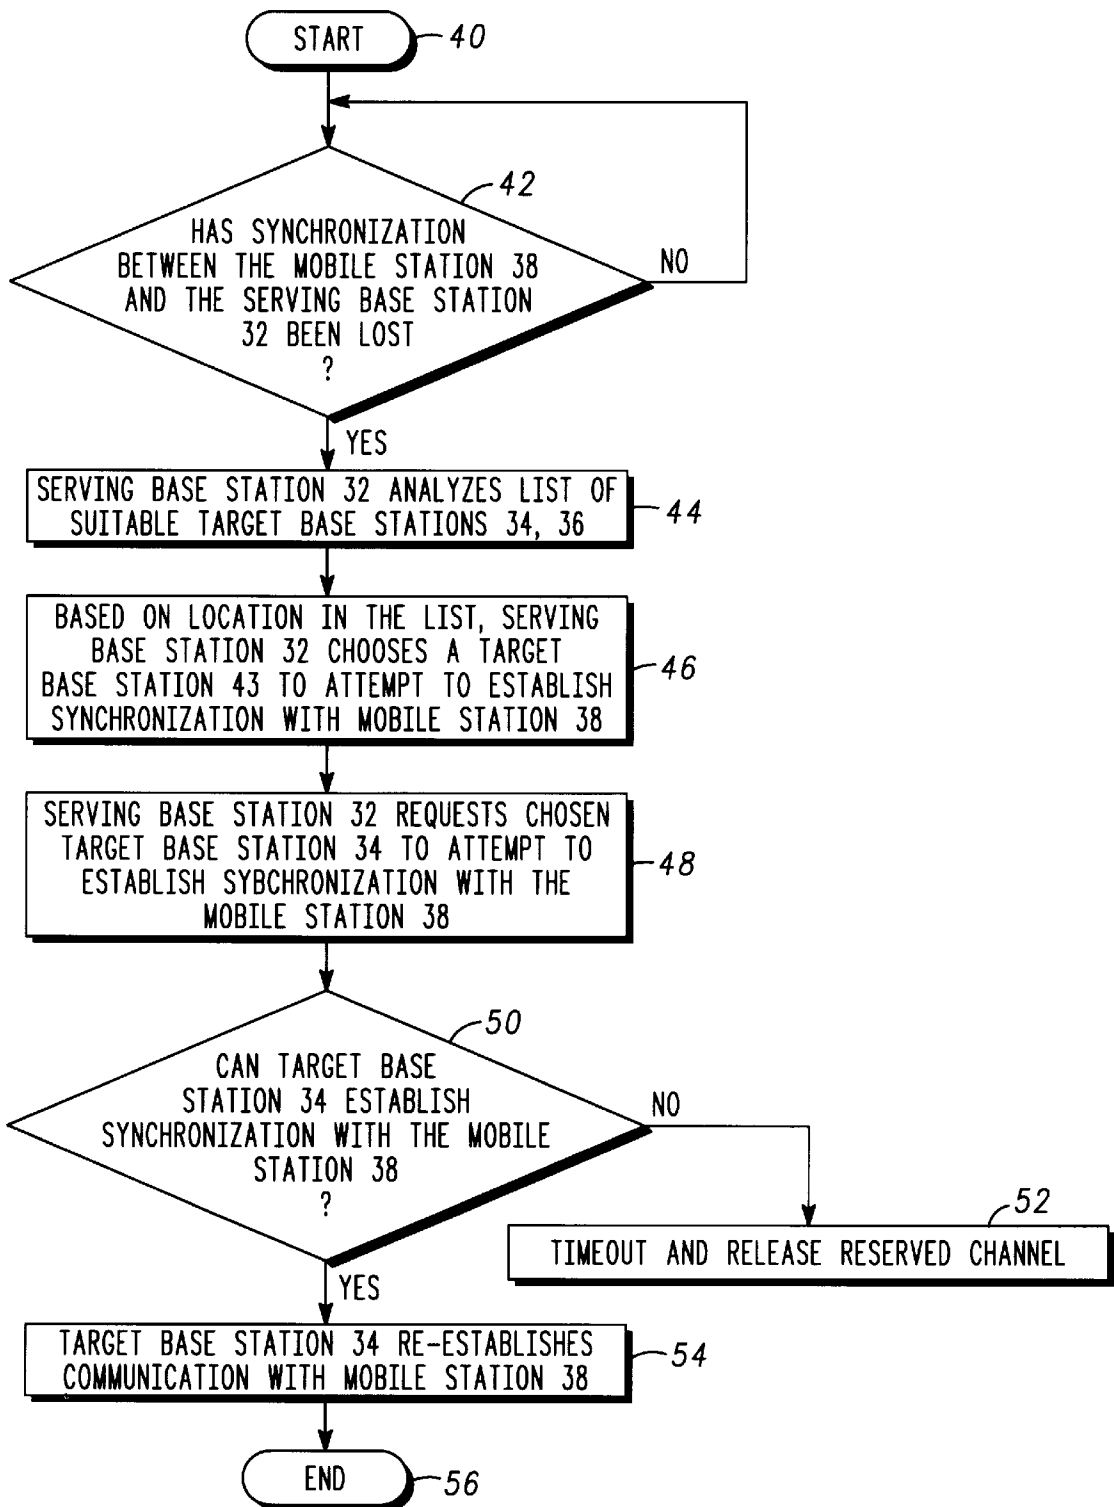 START
40
42
HAS SYNCHRONIZATION
BETWEEN THE MOBILE STATION 38
AND THE SERVING BASE STATION
32 BEEN LOST
?
NO
YES
SERVING BASE STATION 32 ANALYZES LIST OF
SUITABLE TARGET BASE STATIONS 34, 36
44
BASED ON LOCATION IN THE LIST, SERVING
BASE STATION 32 CHOOSES A TARGET
BASE STATION 43 TO ATTEMPT TO ESTABLISH
SYNCHRONIZATION WITH MOBILE STATION 38
46
SERVING BASE STATION 32 REQUESTS CHOSEN
TARGET BASE STATION 34 TO ATTEMPT TO
ESTABLISH SYBCHRONIZATION WITH THE
MOBILE STATION 38
48
50
CAN TARGET BASE
STATION 34 ESTABLISH
SYNCHRONIZATION WITH THE MOBILE
STATION 38
?
NO
52
TIMEOUT AND RELEASE RESERVED CHANNEL
YES
TARGET BASE STATION 34 RE-ESTABLISHES
COMMUNICATION WITH MOBILE STATION 38
54
END
56